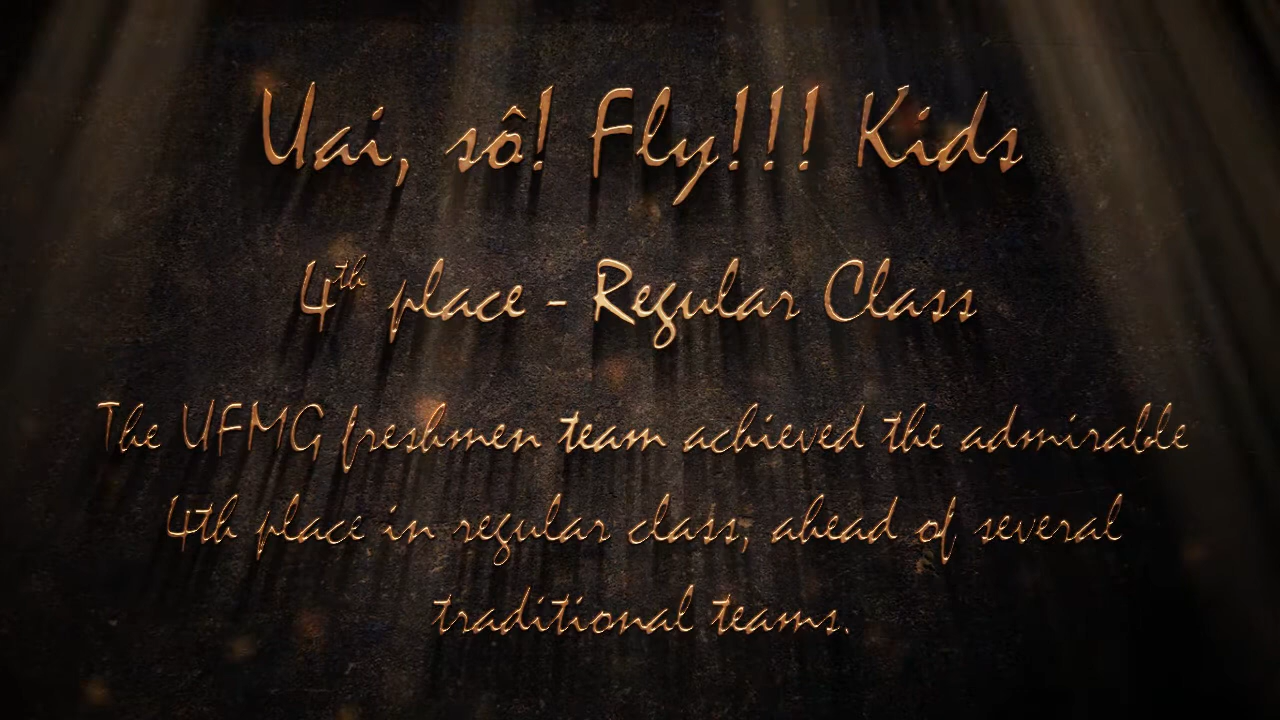 Uai, sô! Fly!!! Kids
4th place - Regular Class
The UFMG freshmen team achieved the admirable
4th place in regular class, ahead of several
traditional teams.